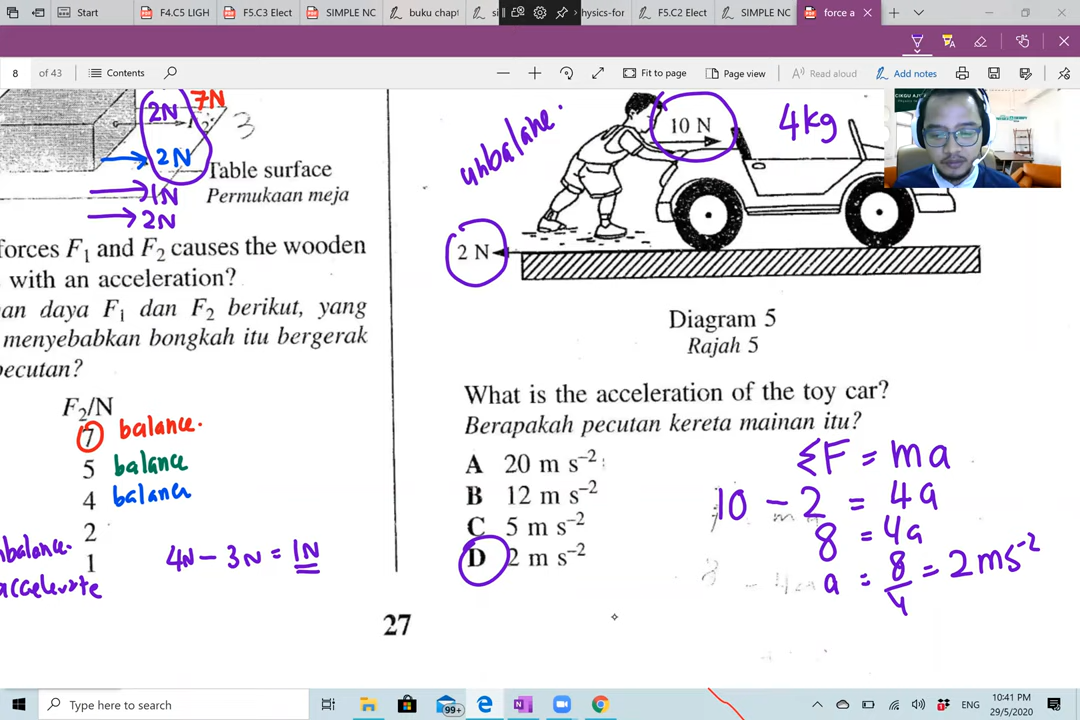 Start
F4.C5 LIGH
F5.C3 Elect
SIMPLE NC
buku chapt
si
hysics-for
F5.C2 Elect
SIMPLE NC
force a
8 of 43
Contents
Fit to page
Page view
Read aloud
Add notes
2N
7N
3
2N
1N
2N
Table surface
Permukaan meja
forces F₁ and F₂ causes the wooden
with an acceleration?
an daya F₁ dan F₂ berikut, yang
menyebabkan bongkah itu bergerak
pecutan?
F₂/N
7 balance.
5 balance
4 balance
2
nbalance.
1
accelerate
4N - 3N = 1N
unbalane.
10 N
4kg
2 N
Diagram 5
Rajah 5
What is the acceleration of the toy car?
Berapakah pecutan kereta mainan itu?
A 20 m s⁻²
B 12 m s⁻²
C 5 m s⁻²
D 2 m s⁻²
ΣF = ma
10 - 2 = 4a
8 = 4a
a = 8/4 = 2ms⁻²
27
Type here to search
99+
ENG
10:41 PM
29/5/2020